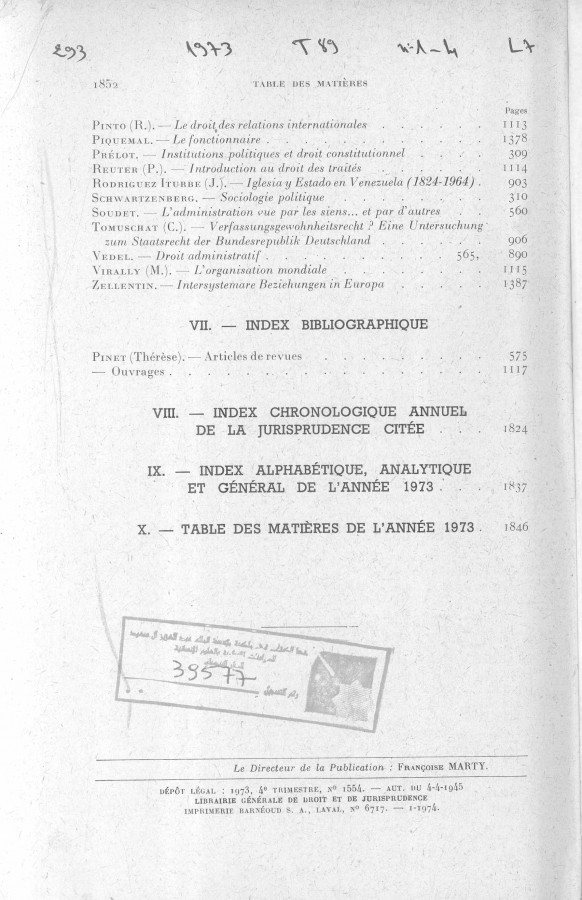 293 1973 T 89 n°1-4 L7
1852 TABLE DES MATIÈRES
Pages
PINTO (R.). — Le droit des relations internationales . . . . . . 1113
PIQUEMAL. — Le fonctionnaire . . . . . . . . . . . . 1378
PRÉLOT. — Institutions politiques et droit constitutionnel . . . . 309
REUTER (P.). — Introduction au droit des traités . . . . . . 1114
RODRIGUEZ ITURBE (J.). — Iglesia y Estado en Venezuela (1824-1964) . 903
SCHWARTZENBERG. — Sociologie politique . . . . . . . . . 310
SOUDET. — L'administration vue par les siens... et par d'autres . . 560
TOMUSCHAT (C.). — Verfassungsgewohnheitsrecht ? Eine Untersuchung
zum Staatsrecht der Bundesrepublik Deutschland . . . . . . 906
VEDEL. — Droit administratif . . . . . . . . . . 565, 890
VIRALLY (M.). — L'organisation mondiale . . . . . . . . 1115
ZELLENTIN. — Intersystemare Beziehungen in Europa . . . . . 1387
VII. — INDEX BIBLIOGRAPHIQUE
PINET (Thérèse). — Articles de revues . . . . . . . . . 575
— Ouvrages . . . . . . . . . . . . . . . . 1117
VIII. — INDEX CHRONOLOGIQUE ANNUEL
DE LA JURISPRUDENCE CITÉE . . . 1824
IX. — INDEX ALPHABÉTIQUE, ANALYTIQUE
ET GÉNÉRAL DE L'ANNÉE 1973 . . . 1837
X. — TABLE DES MATIÈRES DE L'ANNÉE 1973 . 1846
39577
رقم التسجيل
Le Directeur de la Publication : FRANÇOISE MARTY.
DÉPÔT LÉGAL : 1973, 4e TRIMESTRE, N° 1554. — AUT. DU 4-4-1945
LIBRAIRIE GÉNÉRALE DE DROIT ET DE JURISPRUDENCE
IMPRIMERIE BARNÉOUD S. A., LAVAL, N° 6717. — 1-1974.